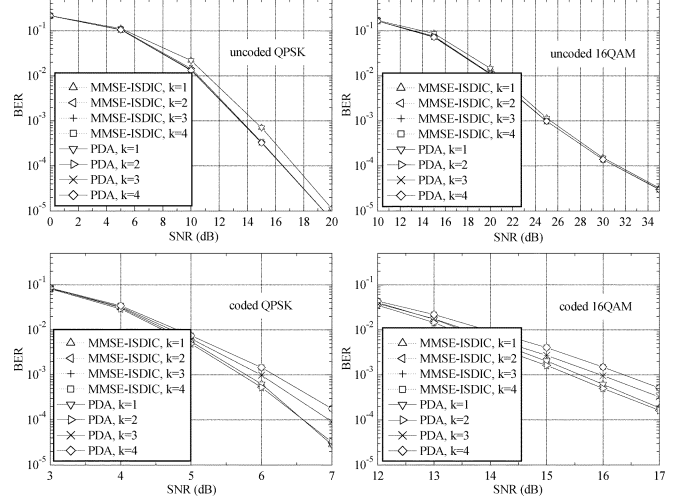 10^-1
10^-2
10^-3
10^-4
10^-5
BER
uncoded QPSK
MMSE-ISDIC, k=1
MMSE-ISDIC, k=2
MMSE-ISDIC, k=3
MMSE-ISDIC, k=4
PDA, k=1
PDA, k=2
PDA, k=3
PDA, k=4
0 5 10 15 20
SNR (dB)
10^-1
10^-2
10^-3
10^-4
10^-5
BER
uncoded 16QAM
MMSE-ISDIC, k=1
MMSE-ISDIC, k=2
MMSE-ISDIC, k=3
MMSE-ISDIC, k=4
PDA, k=1
PDA, k=2
PDA, k=3
PDA, k=4
10 12 14 16 18 20 22 24 26 28 30 32 34
SNR (dB)
10^-1
10^-2
10^-3
10^-4
10^-5
BER
coded QPSK
MMSE-ISDIC, k=1
MMSE-ISDIC, k=2
MMSE-ISDIC, k=3
MMSE-ISDIC, k=4
PDA, k=1
PDA, k=2
PDA, k=3
PDA, k=4
3 4 5 6 7
SNR (dB)
10^-1
10^-2
10^-3
10^-4
10^-5
BER
coded 16QAM
MMSE-ISDIC, k=1
MMSE-ISDIC, k=2
MMSE-ISDIC, k=3
MMSE-ISDIC, k=4
PDA, k=1
PDA, k=2
PDA, k=3
PDA, k=4
12 13 14 15 16 17
SNR (dB)